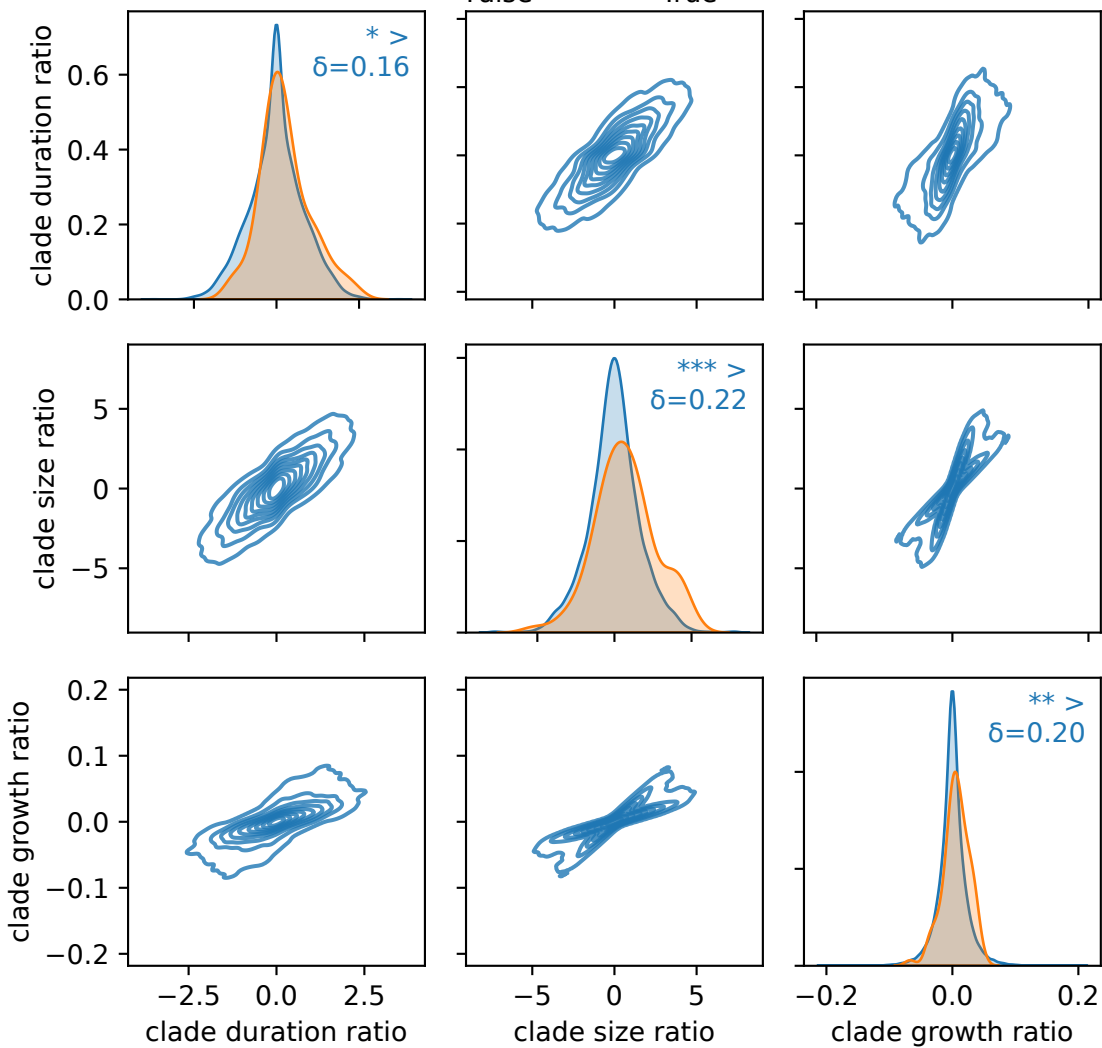 clade duration ratio
0.6
0.4
0.2
0.0
* >
δ=0.16
clade size ratio
5
0
−5
*** >
δ=0.22
clade growth ratio
0.2
0.1
0.0
−0.1
−0.2
** >
δ=0.20
−2.5 0.0 2.5
clade duration ratio
−5 0 5
clade size ratio
−0.2 0.0 0.2
clade growth ratio